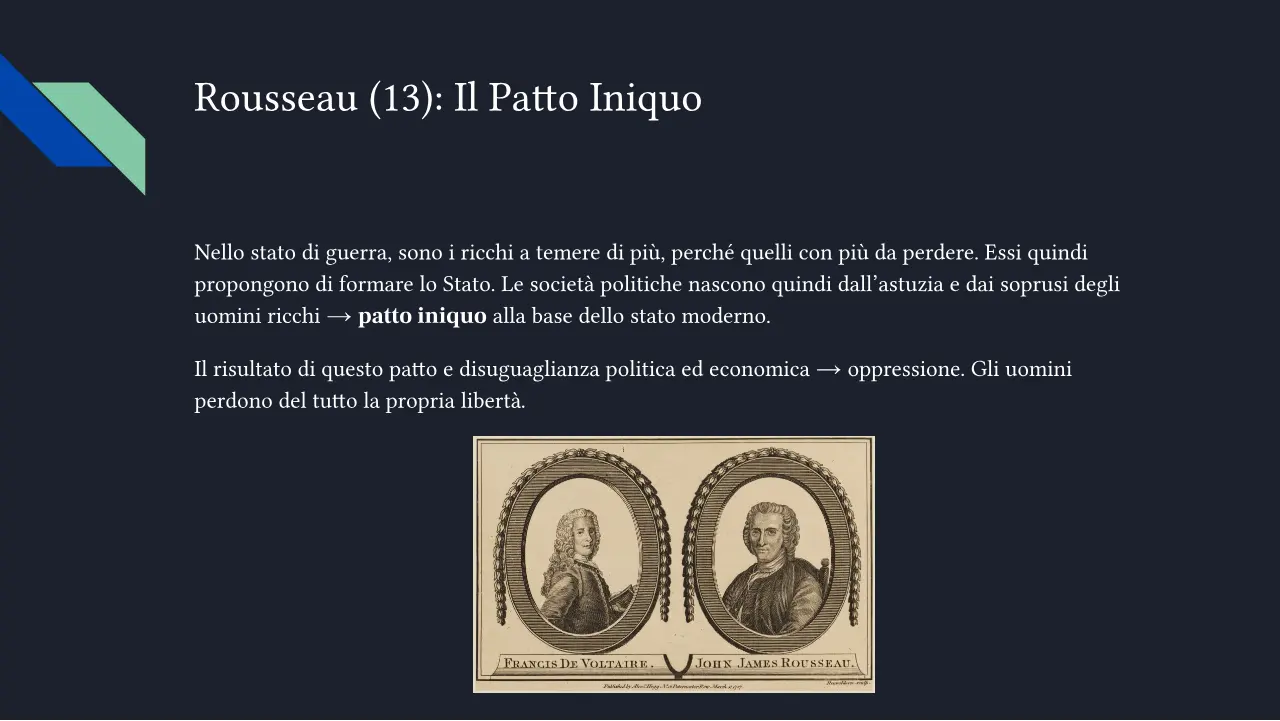 Rousseau (13): Il Patto Iniquo
Nello stato di guerra, sono i ricchi a temere di più, perché quelli con più da perdere. Essi quindi
propongono di formare lo Stato. Le società politiche nascono quindi dall’astuzia e dai soprusi degli
uomini ricchi → patto iniquo alla base dello stato moderno.
Il risultato di questo patto e disuguaglianza politica ed economica → oppressione. Gli uomini
perdono del tutto la propria libertà.
FRANCIS DE VOLTAIRE.
JOHN JAMES ROUSSEAU.
Published by Alex